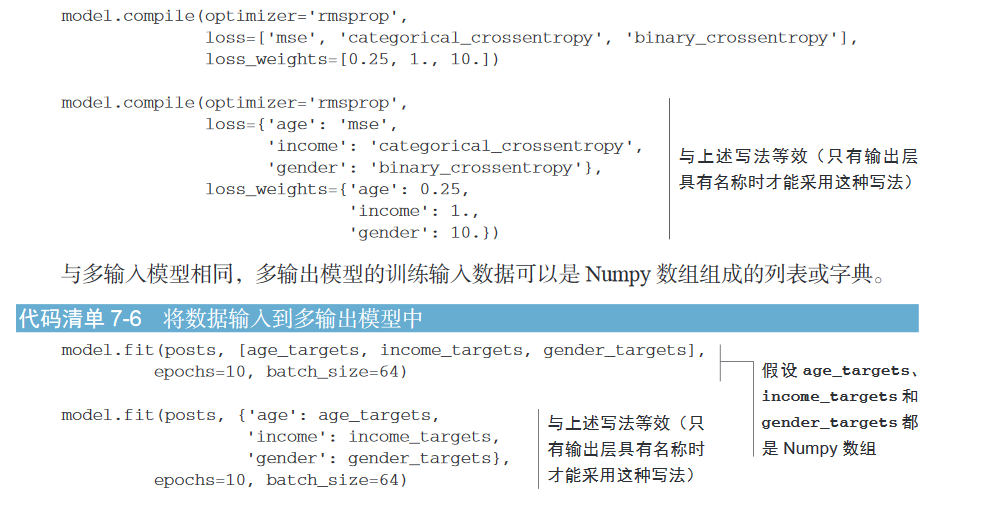 model.compile(optimizer='rmsprop',
loss=['mse', 'categorical_crossentropy', 'binary_crossentropy'],
loss_weights=[0.25, 1., 10.])
model.compile(optimizer='rmsprop',
loss={'age': 'mse',
'income': 'categorical_crossentropy',
'gender': 'binary_crossentropy'},
loss_weights={'age': 0.25,
'income': 1.,
'gender': 10.})
与上述写法等效（只有输出层
具有名称时才能采用这种写法）
与多输入模型相同，多输出模型的训练输入数据可以是 Numpy 数组组成的列表或字典。
代码清单 7-6 将数据输入到多输出模型中
model.fit(posts, [age_targets, income_targets, gender_targets],
epochs=10, batch_size=64)
假设 age_targets、
income_targets 和
gender_targets 都
是 Numpy 数组
model.fit(posts, {'age': age_targets,
'income': income_targets,
'gender': gender_targets},
epochs=10, batch_size=64)
与上述写法等效（只
有输出层具有名称时
才能采用这种写法）